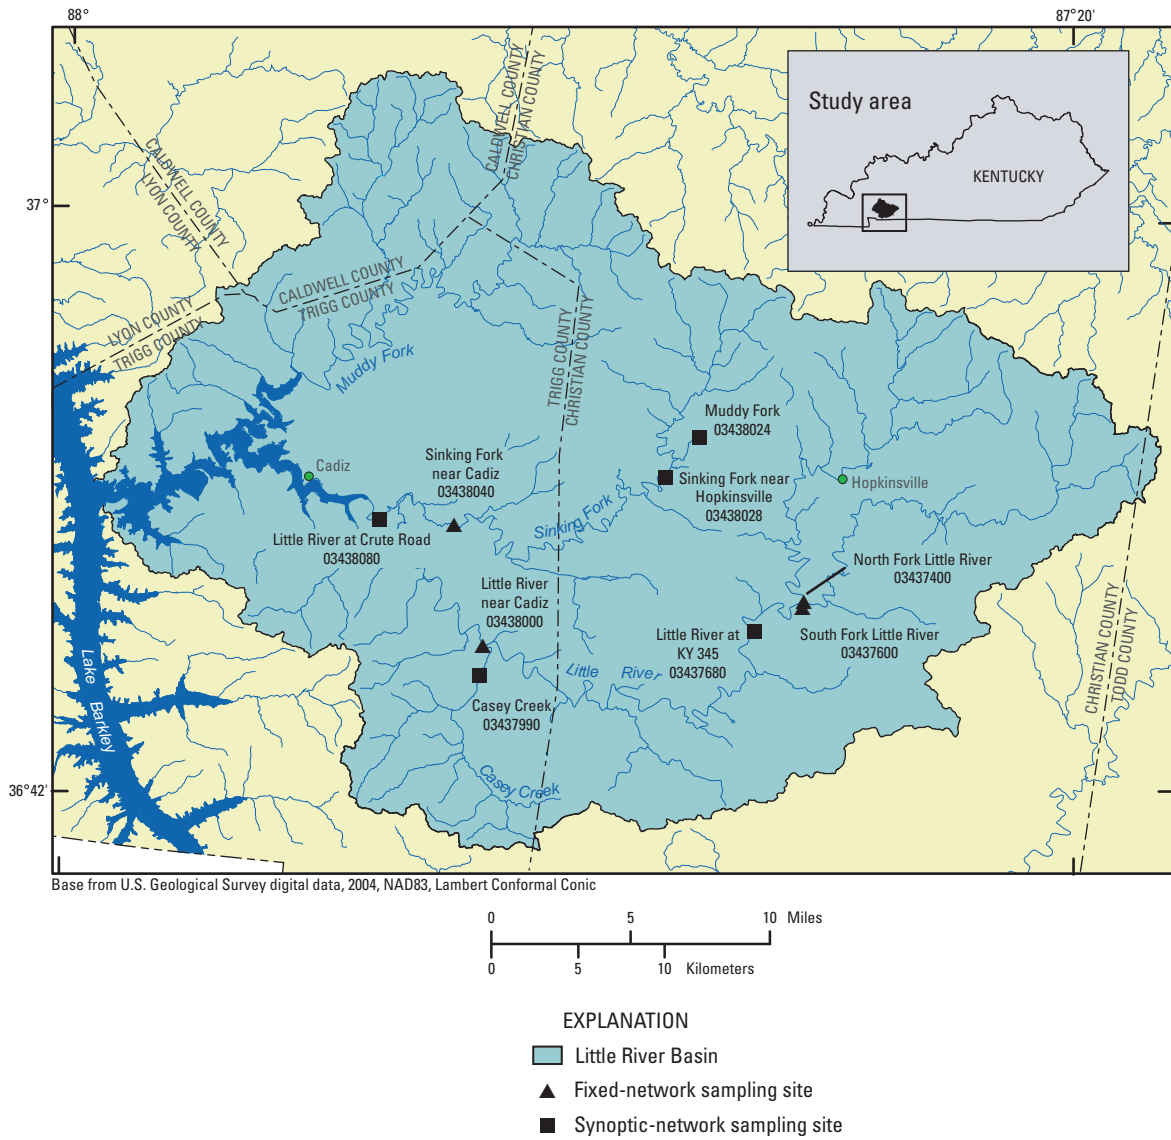 88°
87°20'
37°
36°42'
CALDWELL COUNTY
LYON COUNTY
CALDWELL COUNTY
CHRISTIAN COUNTY
Study area
KENTUCKY
LYON COUNTY
TRIGG COUNTY
CALDWELL COUNTY
TRIGG COUNTY
TRIGG COUNTY
CHRISTIAN COUNTY
Muddy Fork
Muddy Fork
03438024
Cadiz
Sinking Fork
near Cadiz
03438040
Sinking Fork near
Hopkinsville
03438028
Hopkinsville
Sinking Fork
Little River at Crute Road
03438080
North Fork Little River
03437400
Little River
near Cadiz
03438000
Little River at
KY 345
03437680
South Fork Little River
03437600
Little River
Casey Creek
03437990
Casey Creek
Lake Barkley
CHRISTIAN COUNTY
TODD COUNTY
Base from U.S. Geological Survey digital data, 2004, NAD83, Lambert Conformal Conic
0 5 10 Miles
0 5 10 Kilometers
EXPLANATION
Little River Basin
Fixed-network sampling site
Synoptic-network sampling site